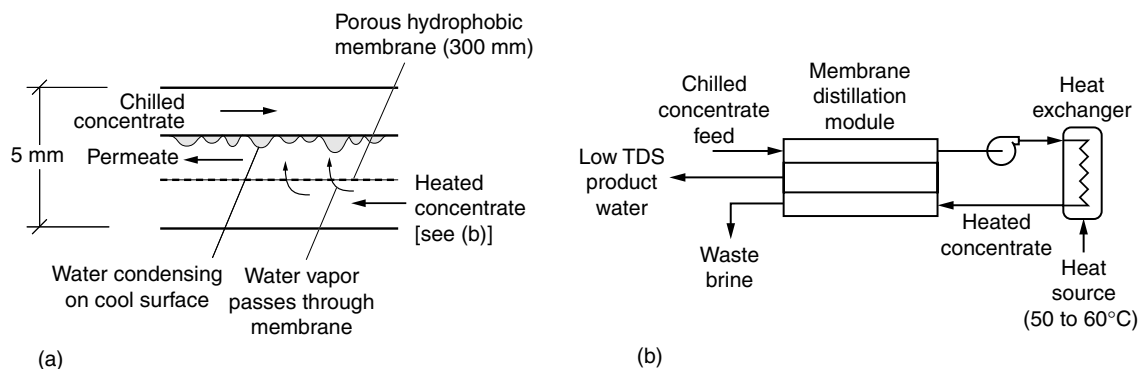 Porous hydrophobic
membrane (300 mm)
Chilled
concentrate
5 mm
Permeate
Heated
concentrate
[see (b)]
Water condensing
on cool surface
Water vapor
passes through
membrane
(a)
Chilled
concentrate
feed
Membrane
distillation
module
Heat
exchanger
Low TDS
product
water
Waste
brine
Heated
concentrate
Heat
source
(50 to 60°C)
(b)